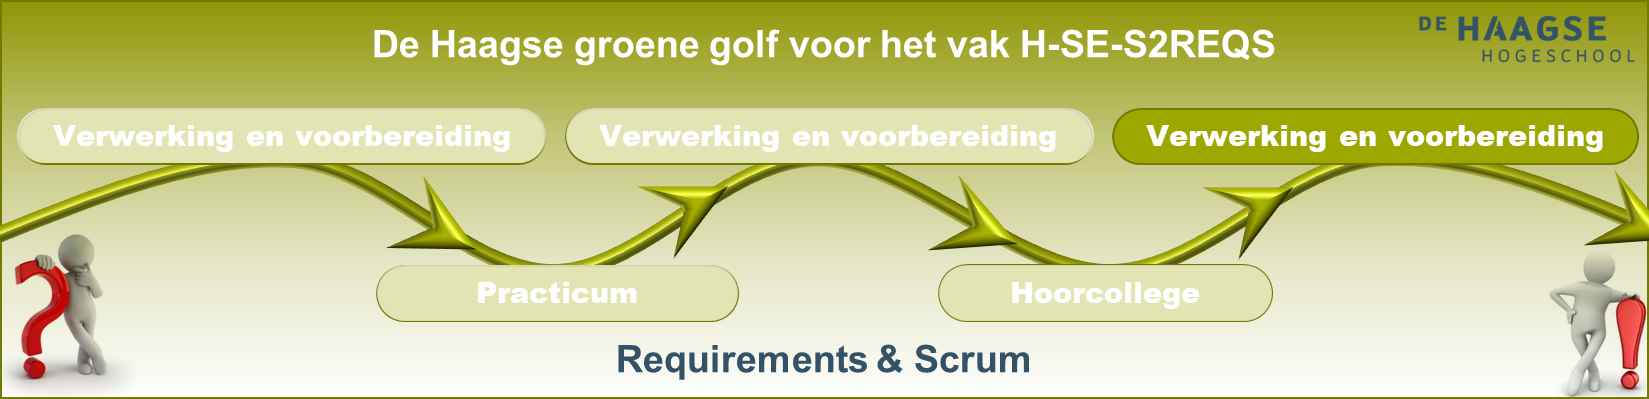 De Haagse groene golf voor het vak H-SE-S2REQS
DE HAAGSE
HOGESCHOOL
Verwerking en voorbereiding
Verwerking en voorbereiding
Verwerking en voorbereiding
Practicum
Hoorcollege
Requirements & Scrum